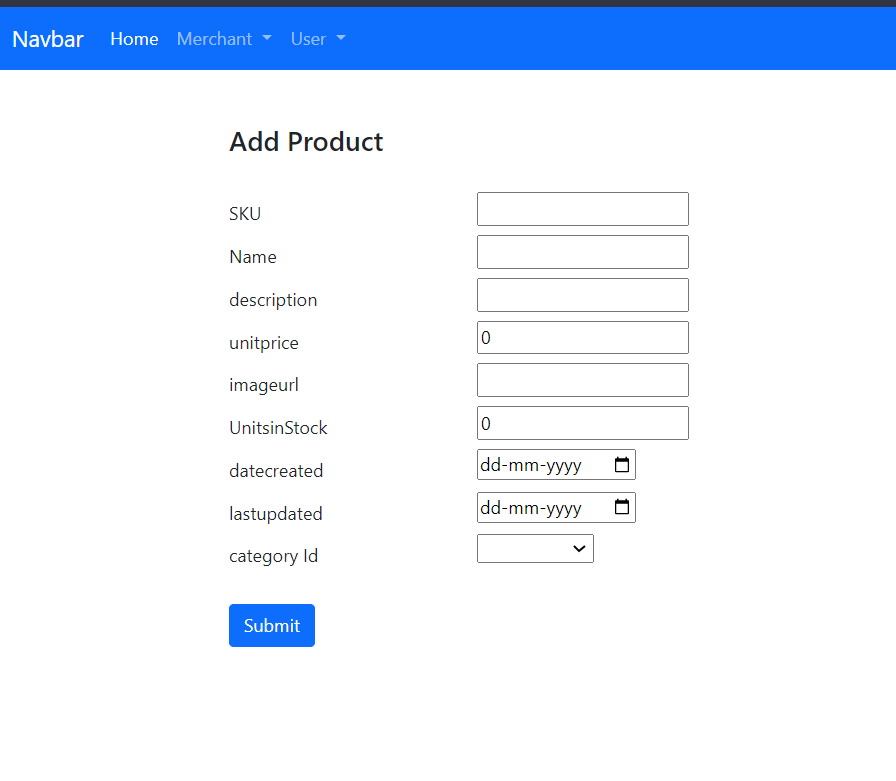 Navbar Home Merchant User
Add Product
SKU
Name
description
unitprice 0
imageurl
UnitsinStock 0
datecreated dd-mm-yyyy
lastupdated dd-mm-yyyy
category Id
Submit